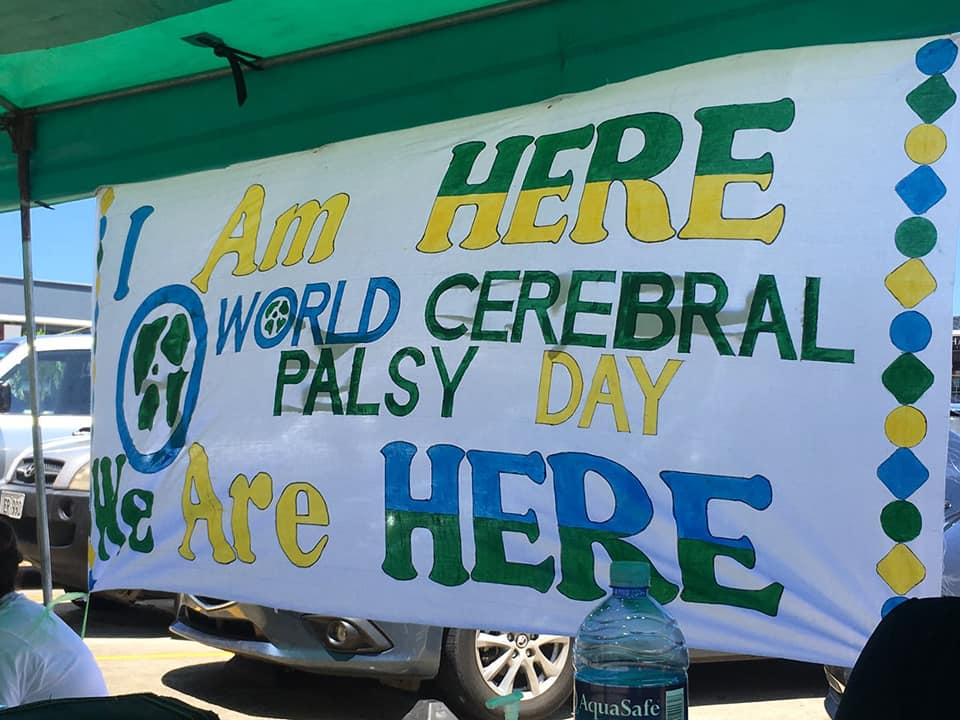 I Am HERE
WORLD CEREBRAL
PALSY DAY
We Are HERE
AquaSafe